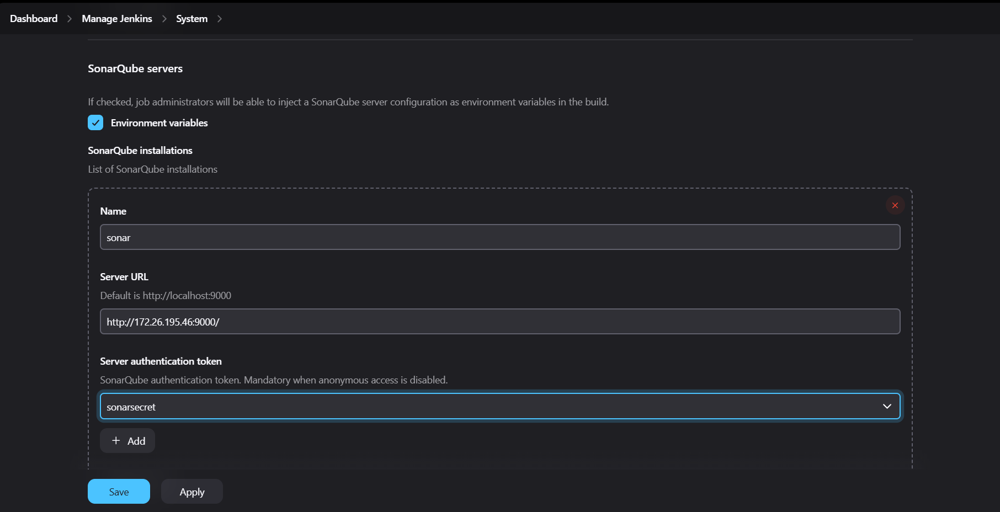 Dashboard > Manage Jenkins > System >
SonarQube servers
If checked, job administrators will be able to inject a SonarQube server configuration as environment variables in the build.
Environment variables
SonarQube installations
List of SonarQube installations
Name
sonar
Server URL
Default is http://localhost:9000
http://172.26.195.46:9000/
Server authentication token
SonarQube authentication token. Mandatory when anonymous access is disabled.
sonarsecret
+ Add
Save Apply